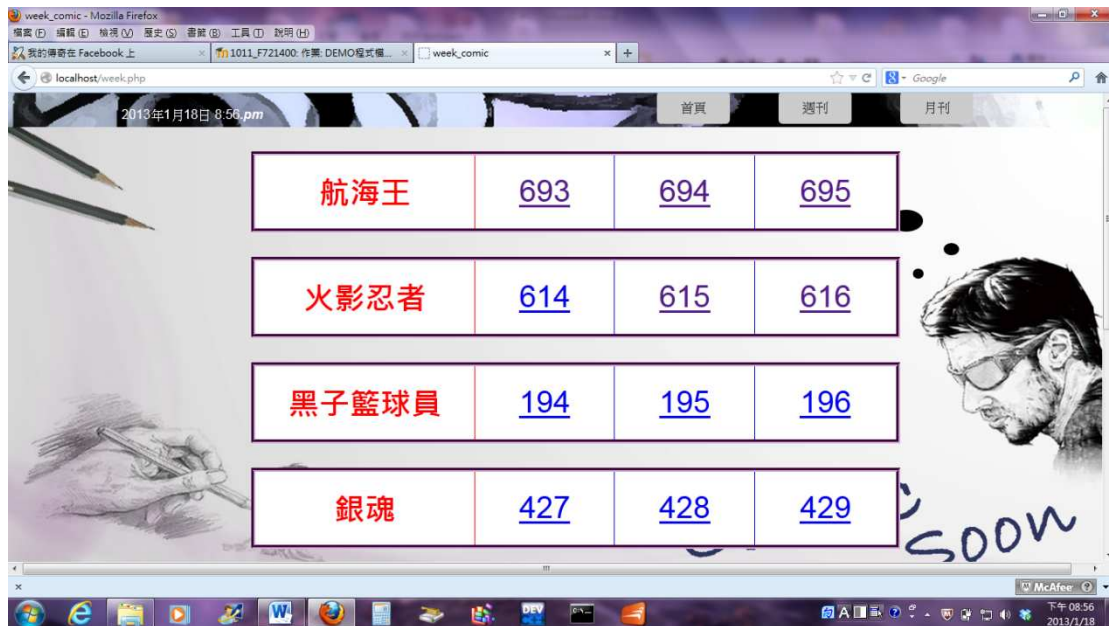 week_comic - Mozilla Firefox
檔案(F) 編輯(E) 檢視(V) 歷史(S) 書籤(B) 工具(T) 說明(H)
我的傳奇在 Facebook 上
1011_F721400: 作業: DEMO程式檔...
week_comic
localhost/week.php
Google
2013年1月18日 8:56.pm
首頁 週刊 月刊
航海王 693 694 695
火影忍者 614 615 616
黑子籃球員 194 195 196
銀魂 427 428 429
soon
McAfee
下午 08:56
2013/1/18